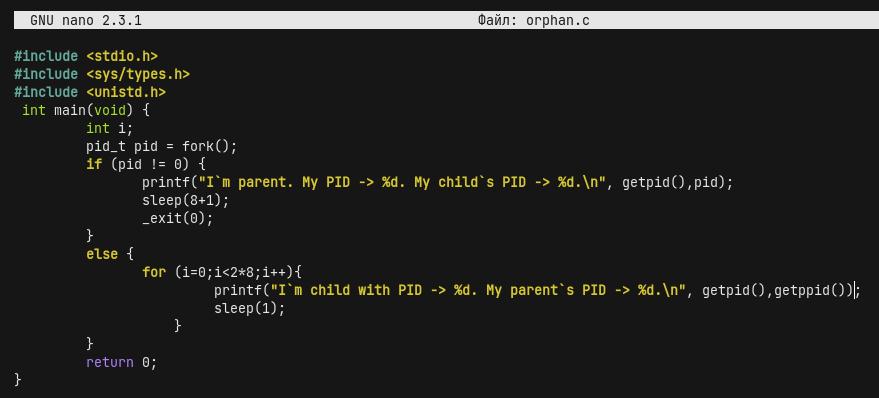 GNU nano 2.3.1 Файл: orphan.c
#include <stdio.h>
#include <sys/types.h>
#include <unistd.h>
int main(void) {
int i;
pid_t pid = fork();
if (pid != 0) {
printf("I`m parent. My PID -> %d. My child`s PID -> %d.\n", getpid(),pid);
sleep(8+1);
_exit(0);
}
else {
for (i=0;i<2*8;i++){
printf("I`m child with PID -> %d. My parent`s PID -> %d.\n", getpid(),getppid());
sleep(1);
}
}
return 0;
}